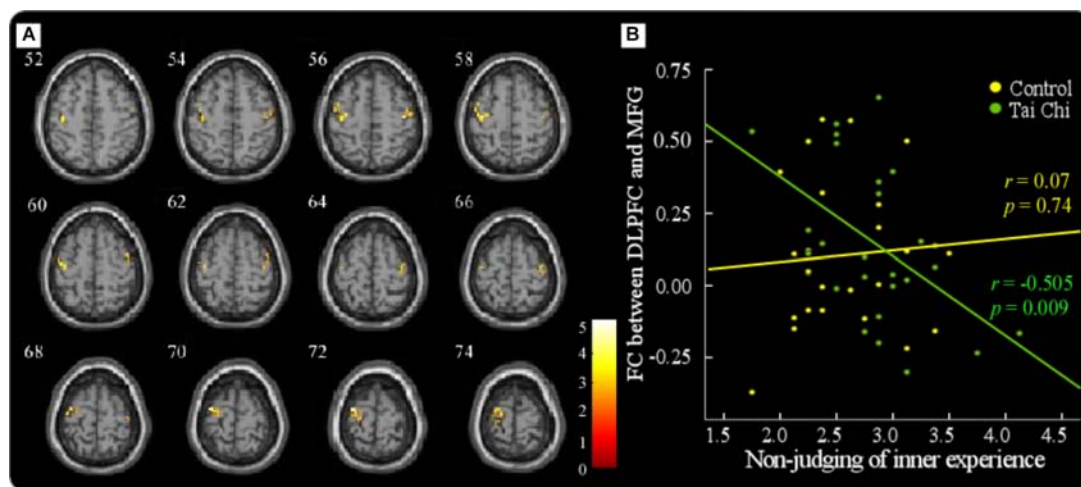 A
52 54 56 58
60 62 64 66
68 70 72 74
5
4
3
2
1
0
B
FC between DLPFC and MFG
0.75
0.50
0.25
0.00
-0.25
Control
Tai Chi
r = 0.07
p = 0.74
r = -0.505
p = 0.009
1.5 2.0 2.5 3.0 3.5 4.0 4.5
Non-judging of inner experience